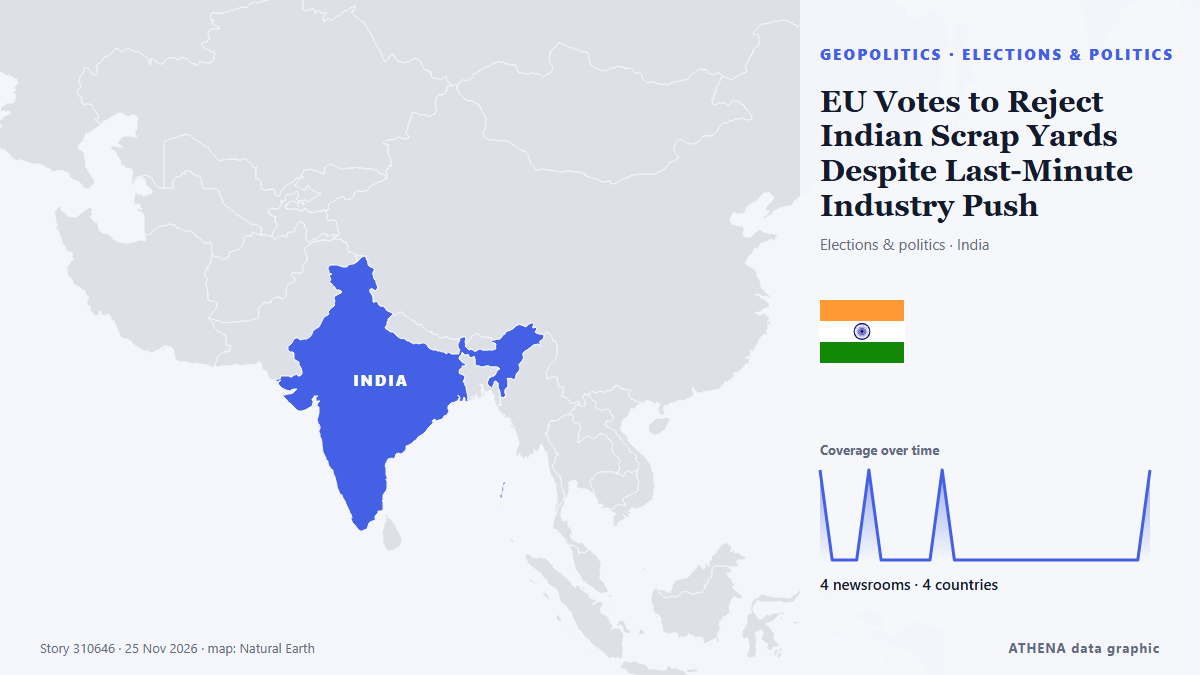 GEOPOLITICS · ELECTIONS & POLITICS
EU Votes to Reject
Indian Scrap Yards
Despite Last-Minute
Industry Push
Elections & politics · India
INDIA
Coverage over time
4 newsrooms · 4 countries
Story 310646 · 25 Nov 2026 · map: Natural Earth
ATHENA data graphic